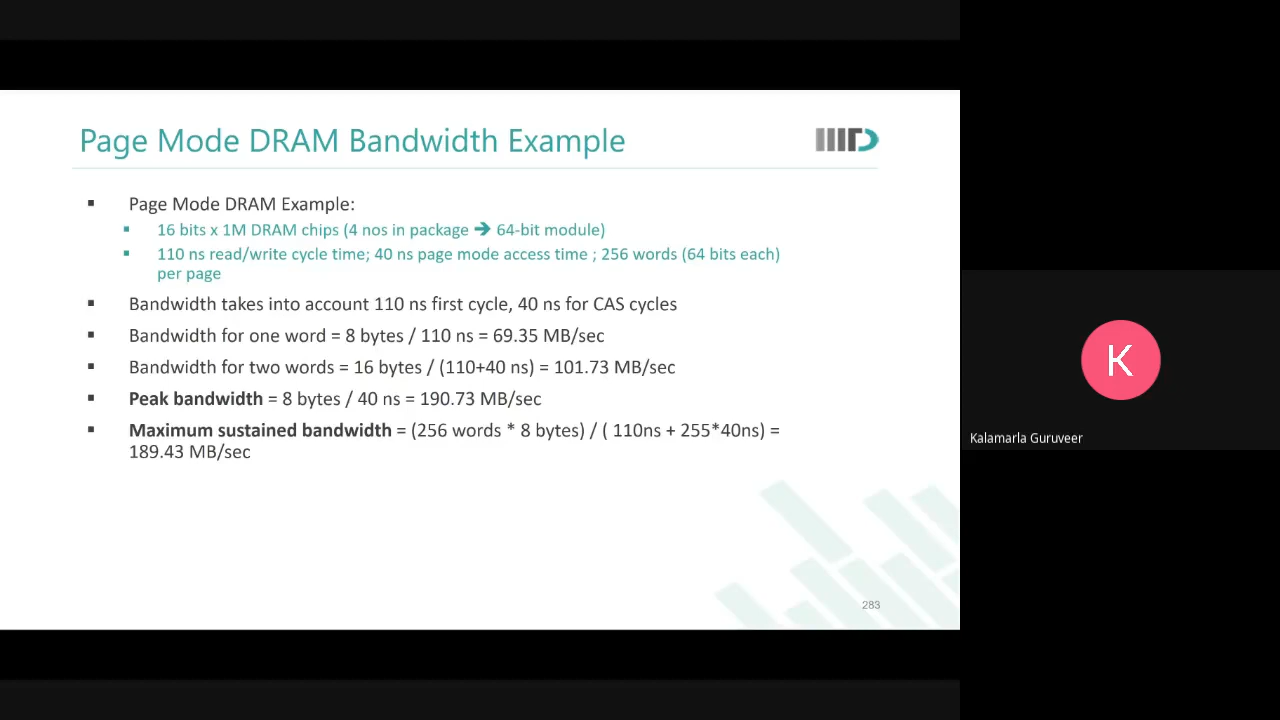 Page Mode DRAM Bandwidth Example
IIITD
▪ Page Mode DRAM Example:
▪ 16 bits x 1M DRAM chips (4 nos in package ➔ 64-bit module)
▪ 110 ns read/write cycle time; 40 ns page mode access time ; 256 words (64 bits each)
per page
▪ Bandwidth takes into account 110 ns first cycle, 40 ns for CAS cycles
▪ Bandwidth for one word = 8 bytes / 110 ns = 69.35 MB/sec
▪ Bandwidth for two words = 16 bytes / (110+40 ns) = 101.73 MB/sec
▪ Peak bandwidth = 8 bytes / 40 ns = 190.73 MB/sec
▪ Maximum sustained bandwidth = (256 words * 8 bytes) / ( 110ns + 255*40ns) =
189.43 MB/sec
283
K
Kalamarla Guruveer